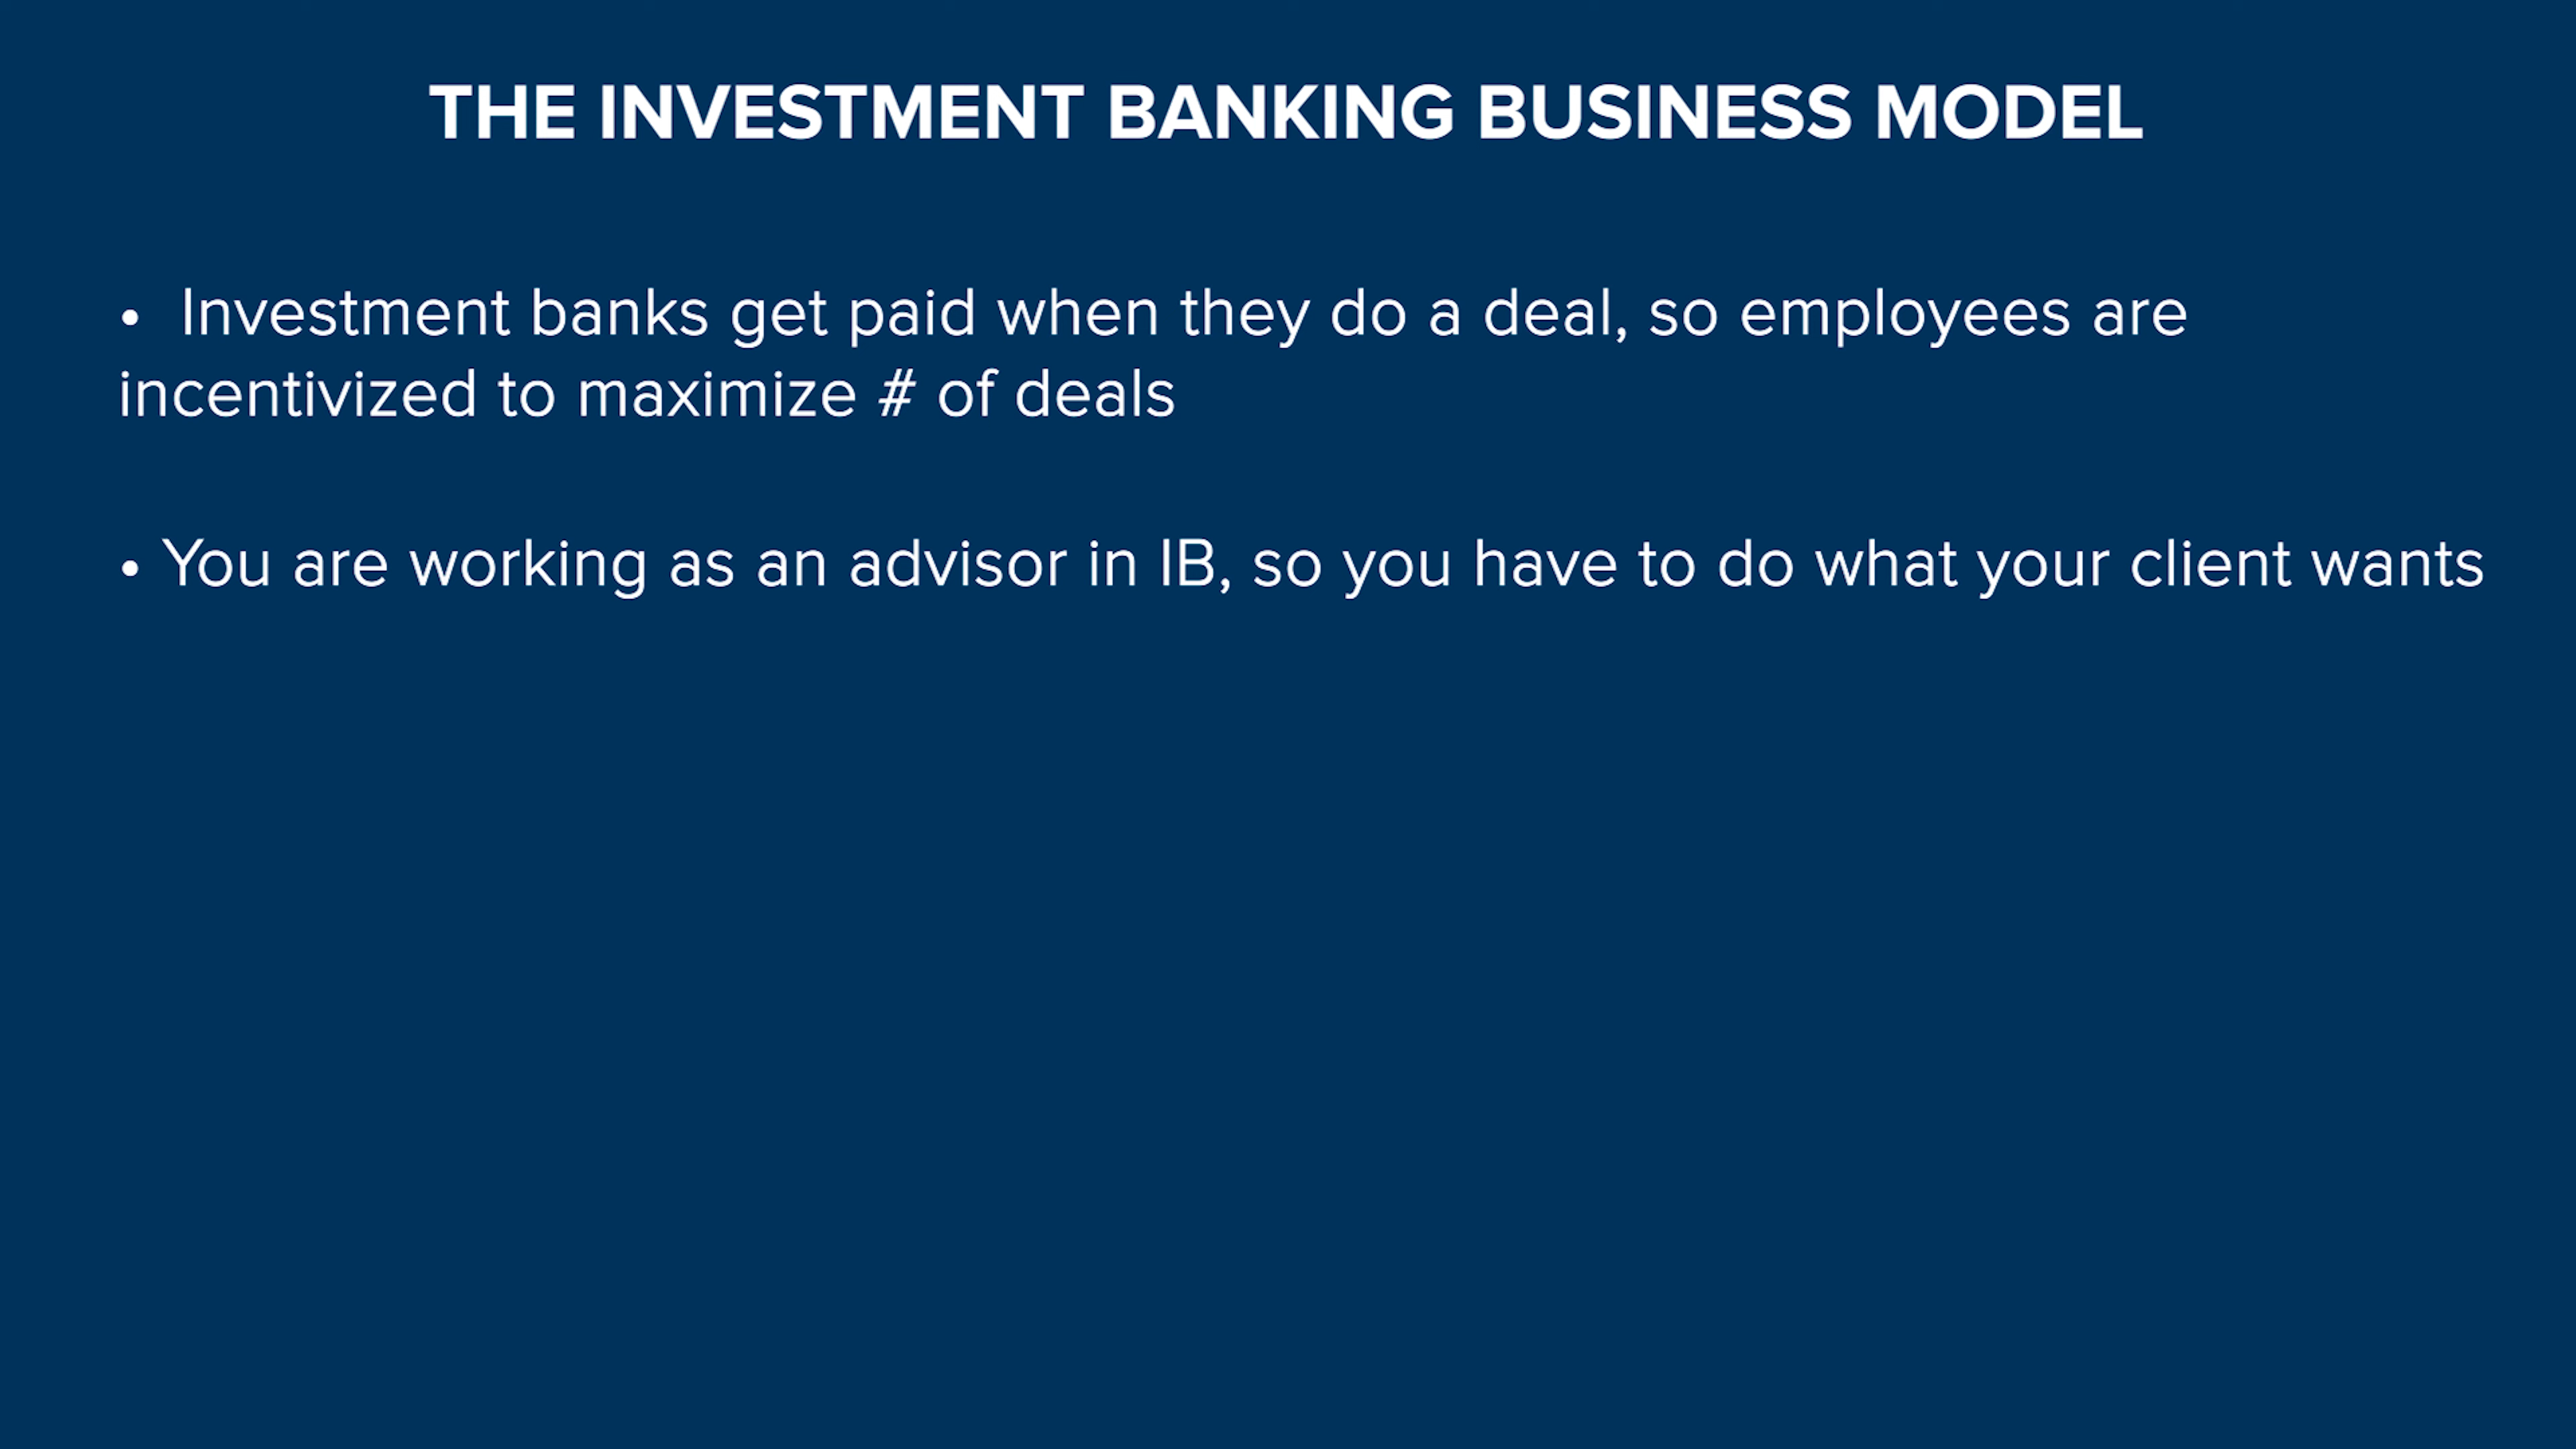 THE INVESTMENT BANKING BUSINESS MODEL
• Investment banks get paid when they do a deal, so employees are
incentivized to maximize # of deals
• You are working as an advisor in IB, so you have to do what your client wants